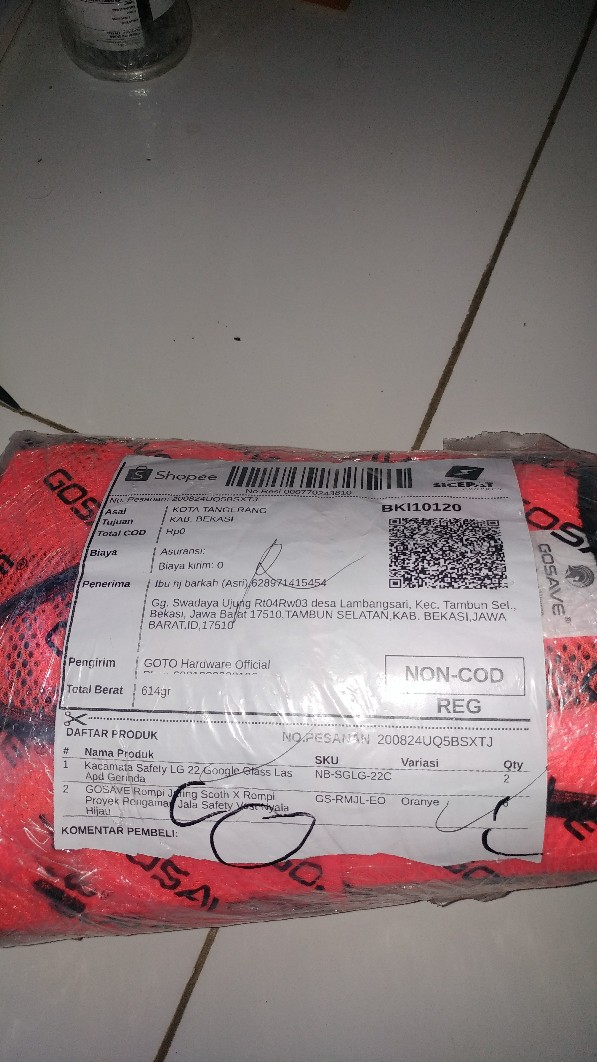 Shopee
SICEPAT
No.Resi 000770243610
No. Pesanan: 200824UQ5BSXTJ
BKI10120
Asal KOTA TANGERANG
Tujuan KAB. BEKASI
Total COD Rp0
Biaya Asuransi:
Biaya kirim: 0
Penerima Ibu nj barkah (Asri),628971415454
Gg. Swadaya Ujung Rt04Rw03 desa Lambangsari, Kec. Tambun Sel.,
Bekasi, Jawa Barat 17510,TAMBUN SELATAN,KAB. BEKASI,JAWA
BARAT,ID,17510
Pengirim GOTO Hardware Official
NON-COD
Total Berat 614gr
REG
DAFTAR PRODUK NO.PESANAN 200824UQ5BSXTJ
# Nama Produk SKU Variasi Qty
1 Kacamata Safety LG 22 Google Glass Las NB-SGLG-22C 2
Apd Gerinda
2 GOSAVE Rompi Jaring Scoth X Rompi GS-RMJL-EO Oranye
Proyek Pengaman Jala Safety Vest Nyala
Hijau
KOMENTAR PEMBELI:
GOSAVE